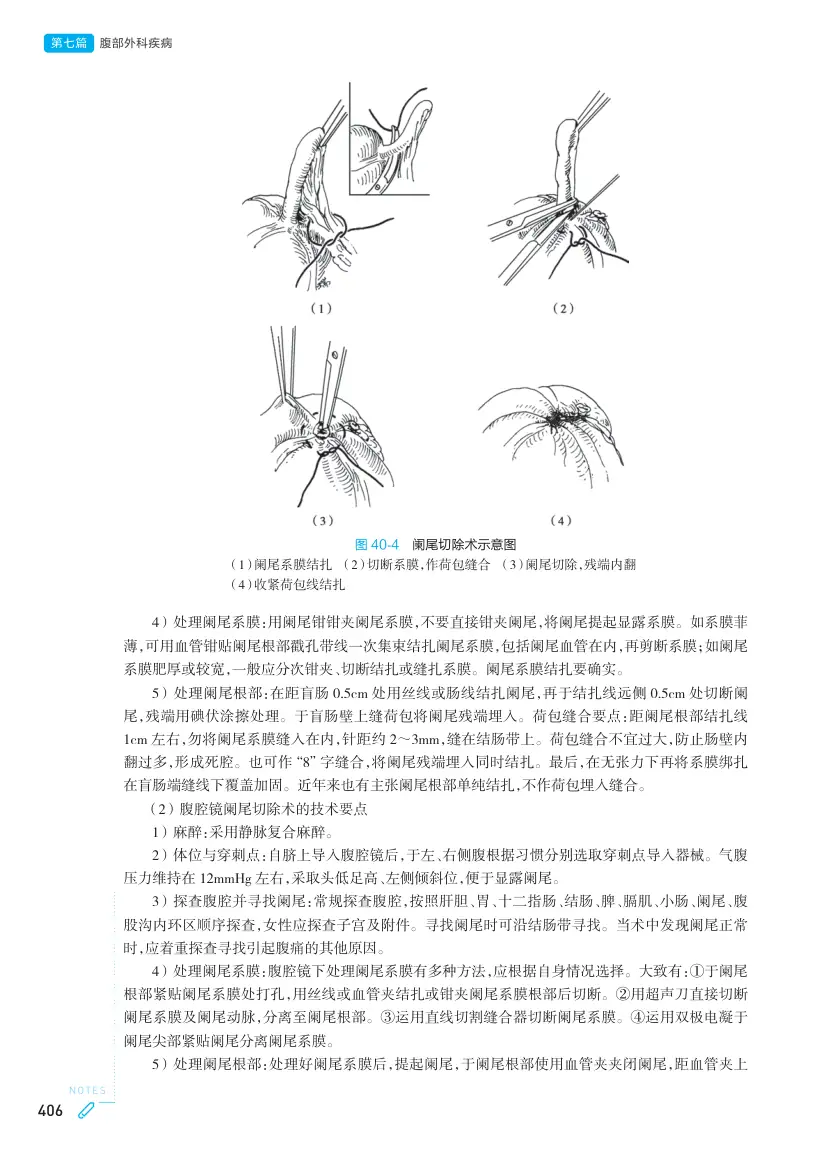 第七篇 腹部外科疾病
（1）
（2）
（3）
（4）
图 40-4 阑尾切除术示意图
（1）阑尾系膜结扎 （2）切断系膜,作荷包缝合 （3）阑尾切除,残端内翻
（4）收紧荷包线结扎
4）处理阑尾系膜:用阑尾钳钳夹阑尾系膜,不要直接钳夹阑尾,将阑尾提起显露系膜。如系膜菲
薄,可用血管钳贴阑尾根部戳孔带线一次集束结扎阑尾系膜,包括阑尾血管在内,再剪断系膜;如阑尾
系膜肥厚或较宽,一般应分次钳夹、切断结扎或缝扎系膜。阑尾系膜结扎要确实。
5）处理阑尾根部:在距盲肠 0.5cm 处用丝线或肠线结扎阑尾,再于结扎线远侧 0.5cm 处切断阑
尾,残端用碘伏涂擦处理。于盲肠壁上缝荷包将阑尾残端埋入。荷包缝合要点:距阑尾根部结扎线
1cm 左右,勿将阑尾系膜缝入在内,针距约 2～3mm,缝在结肠带上。荷包缝合不宜过大,防止肠壁内
翻过多,形成死腔。也可作 “8” 字缝合,将阑尾残端埋入同时结扎。最后,在无张力下再将系膜绑扎
在盲肠端缝线下覆盖加固。近年来也有主张阑尾根部单纯结扎,不作荷包埋入缝合。
（2）腹腔镜阑尾切除术的技术要点
1）麻醉:采用静脉复合麻醉。
2）体位与穿刺点:自脐上导入腹腔镜后,于左、右侧腹根据习惯分别选取穿刺点导入器械。气腹
压力维持在 12mmHg 左右,采取头低足高、左侧倾斜位,便于显露阑尾。
3）探查腹腔并寻找阑尾:常规探查腹腔,按照肝胆、胃、十二指肠、结肠、脾、膈肌、小肠、阑尾、腹
股沟内环区顺序探查,女性应探查子宫及附件。寻找阑尾时可沿结肠带寻找。当术中发现阑尾正常
时,应着重探查寻找引起腹痛的其他原因。
4）处理阑尾系膜:腹腔镜下处理阑尾系膜有多种方法,应根据自身情况选择。大致有:①于阑尾
根部紧贴阑尾系膜处打孔,用丝线或血管夹结扎或钳夹阑尾系膜根部后切断。②用超声刀直接切断
阑尾系膜及阑尾动脉,分离至阑尾根部。③运用直线切割缝合器切断阑尾系膜。④运用双极电凝于
阑尾尖部紧贴阑尾分离阑尾系膜。
5）处理阑尾根部:处理好阑尾系膜后,提起阑尾,于阑尾根部使用血管夹夹闭阑尾,距血管夹上
NOTES
406